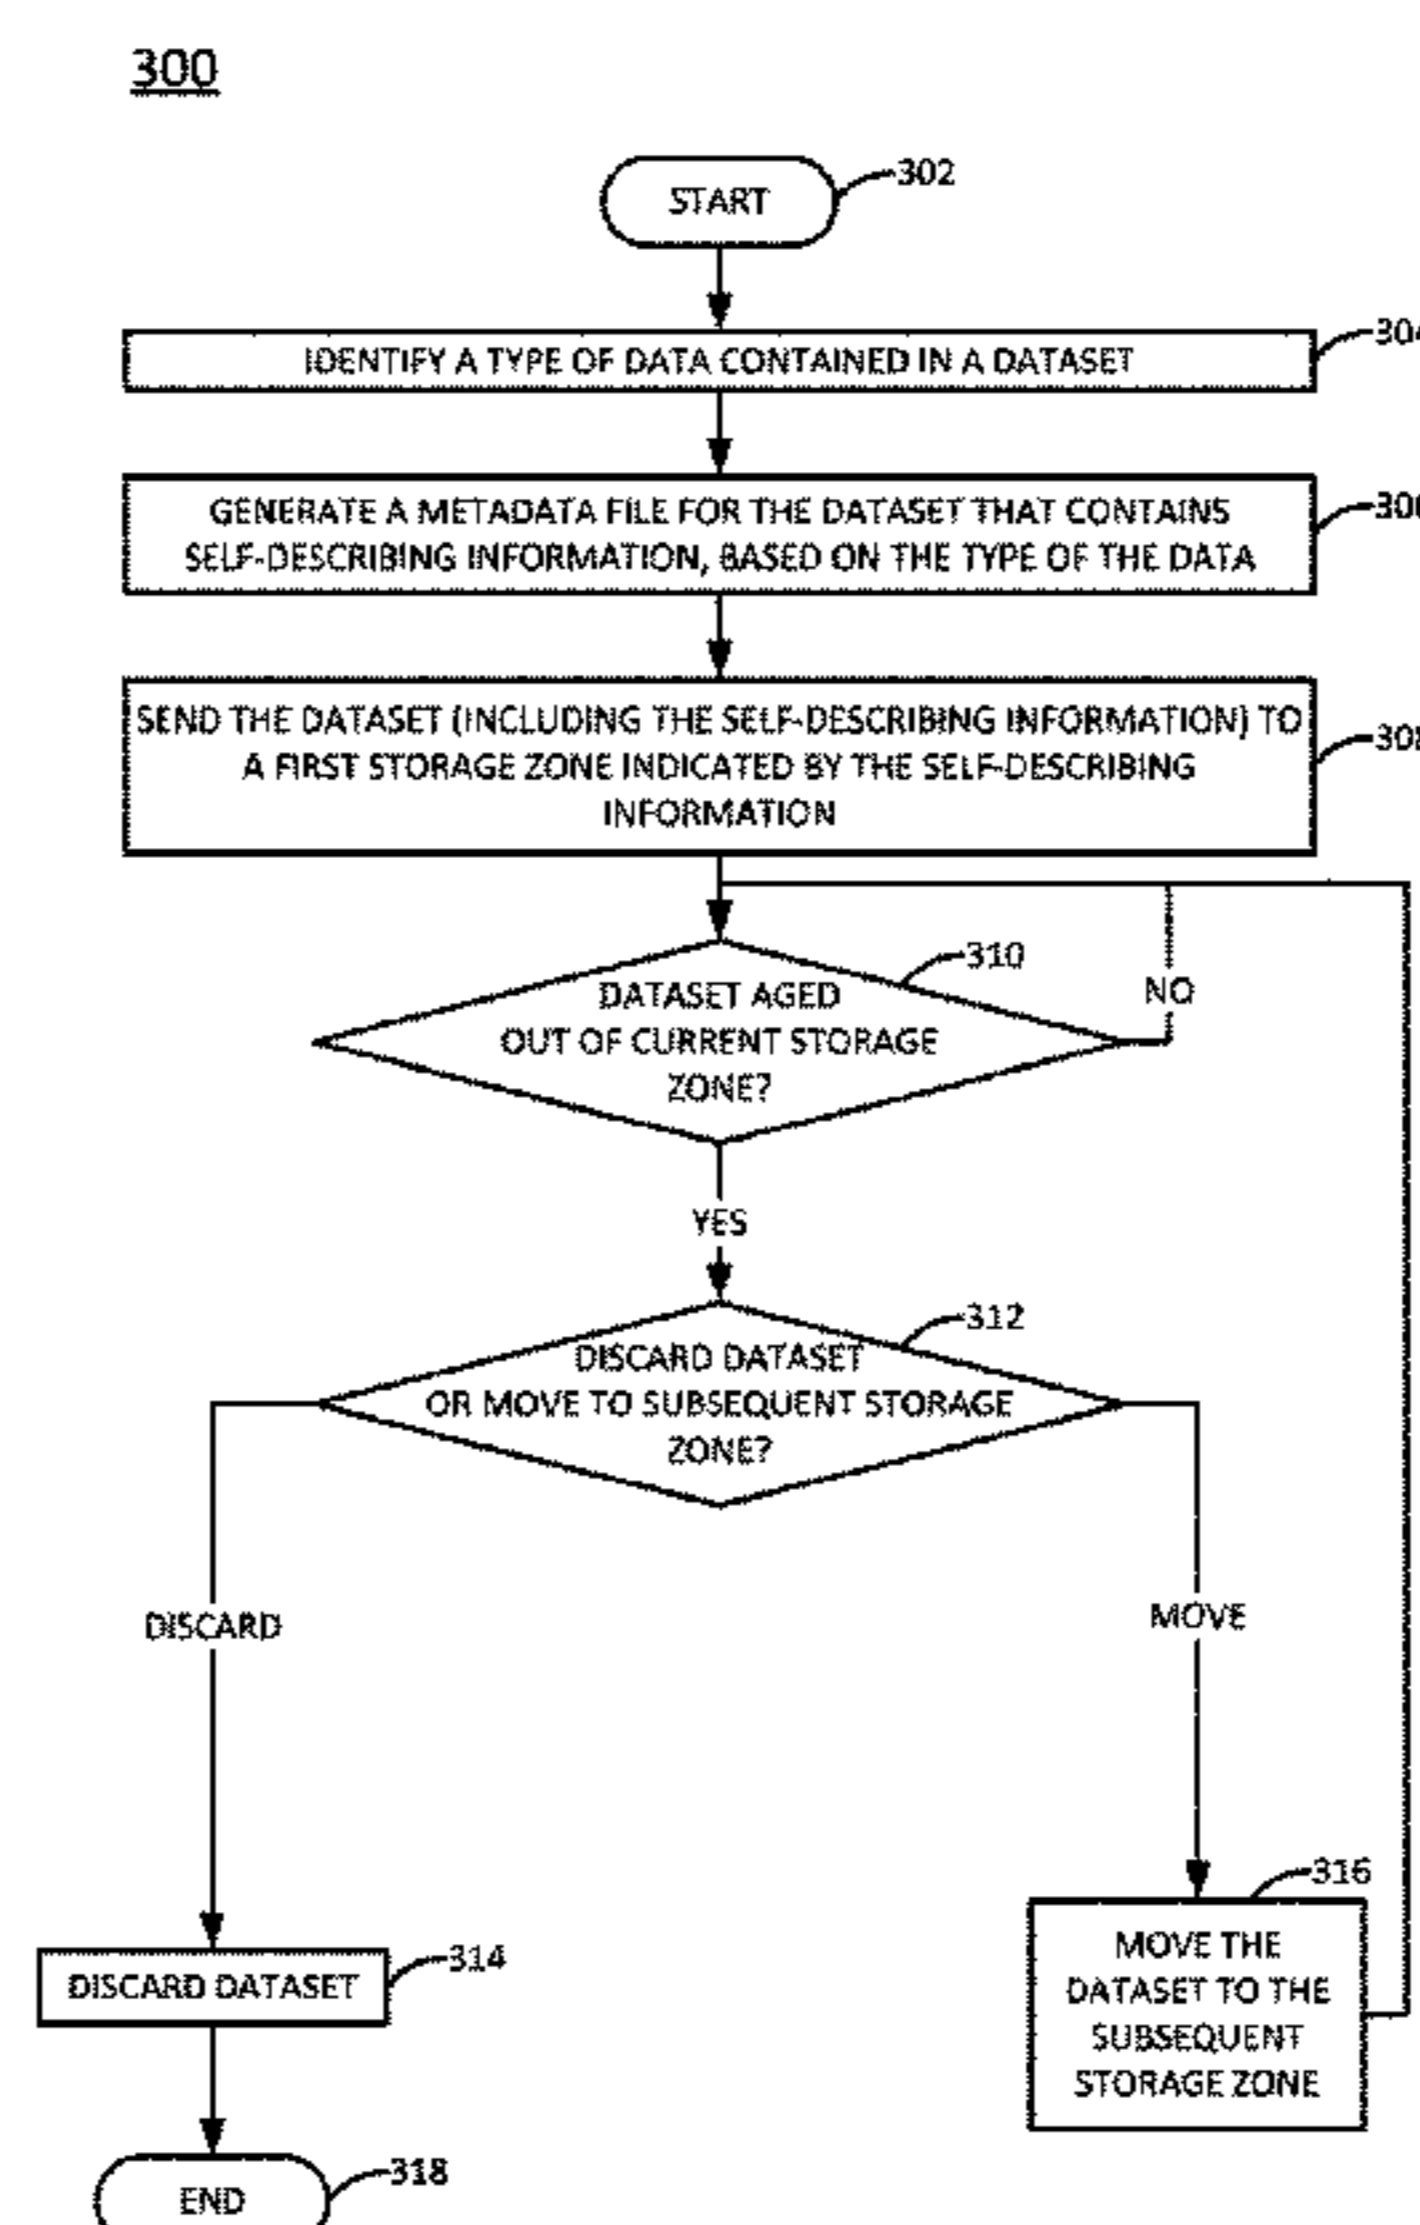 300
START
302
IDENTIFY A TYPE OF DATA CONTAINED IN A DATASET
GENERATE A METADATA FILE FOR THE DATASET THAT CONTAINS
SELF-DESCRIBING INFORMATION, BASED ON THE TYPE OF THE DATA
SEND THE DATASET (INCLUDING THE SELF-DESCRIBING INFORMATION) TO
A FIRST STORAGE ZONE INDICATED BY THE SELF-DESCRIBING
INFORMATION
310
DATASET AGED
OUT OF CURRENT STORAGE
ZONE?
NO
YES
312
DISCARD DATASET
OR MOVE TO SUBSEQUENT STORAGE
ZONE?
DISCARD
MOVE
316
MOVE THE
DATASET TO THE
SUBSEQUENT
STORAGE ZONE
DISCARD DATASET
314
END
318